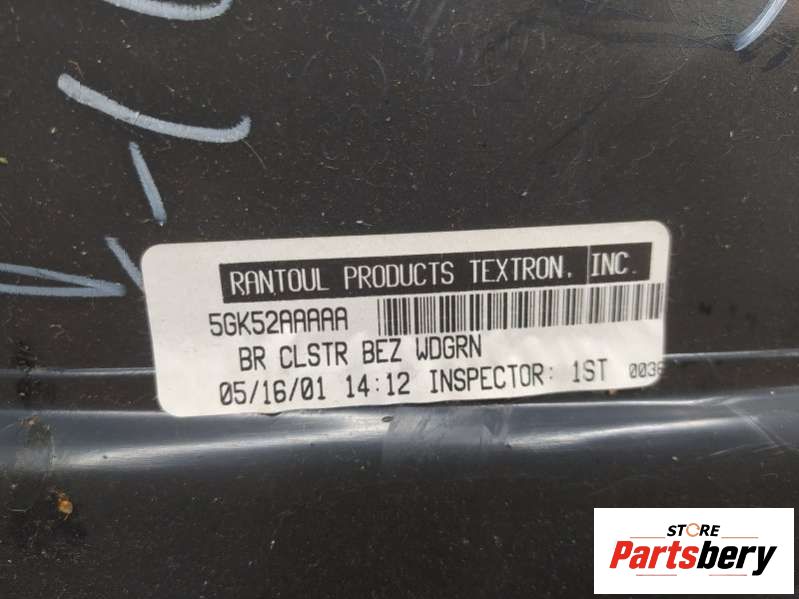 RANTOUL PRODUCTS TEXTRON, INC.
5GK52AAAAA
BR CLSTR BEZ WDGRN
05/16/01 14:12 INSPECTOR: 1ST
STORE
Partsbery